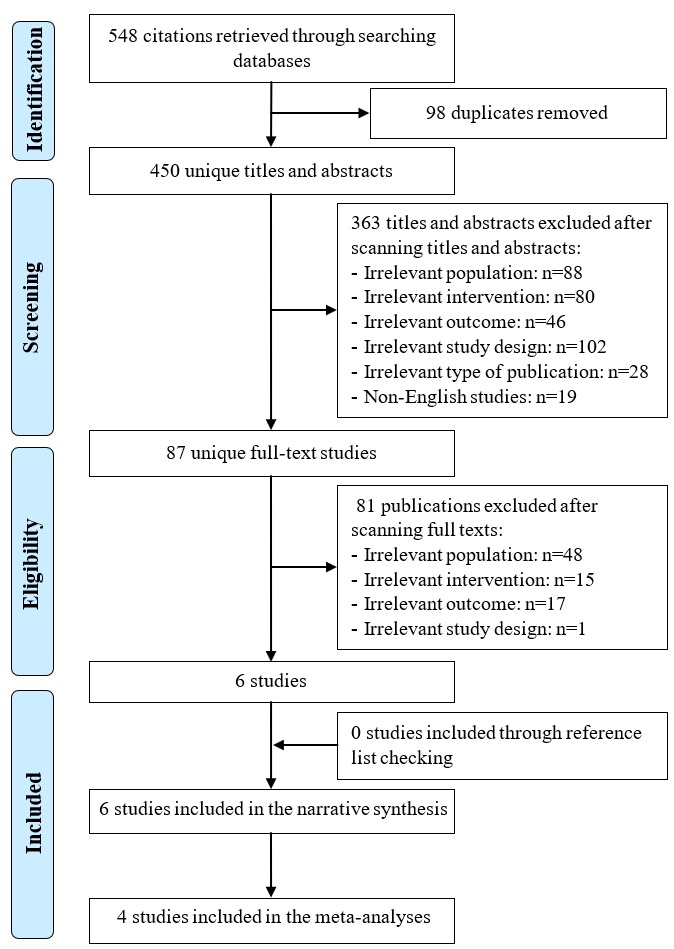 Identification
548 citations retrieved through searching
databases
98 duplicates removed
450 unique titles and abstracts
Screening
363 titles and abstracts excluded after
scanning titles and abstracts:
- Irrelevant population: n=88
- Irrelevant intervention: n=80
- Irrelevant outcome: n=46
- Irrelevant study design: n=102
- Irrelevant type of publication: n=28
- Non-English studies: n=19
87 unique full-text studies
Eligibility
81 publications excluded after
scanning full texts:
- Irrelevant population: n=48
- Irrelevant intervention: n=15
- Irrelevant outcome: n=17
- Irrelevant study design: n=1
6 studies
Included
0 studies included through reference
list checking
6 studies included in the narrative synthesis
4 studies included in the meta-analyses